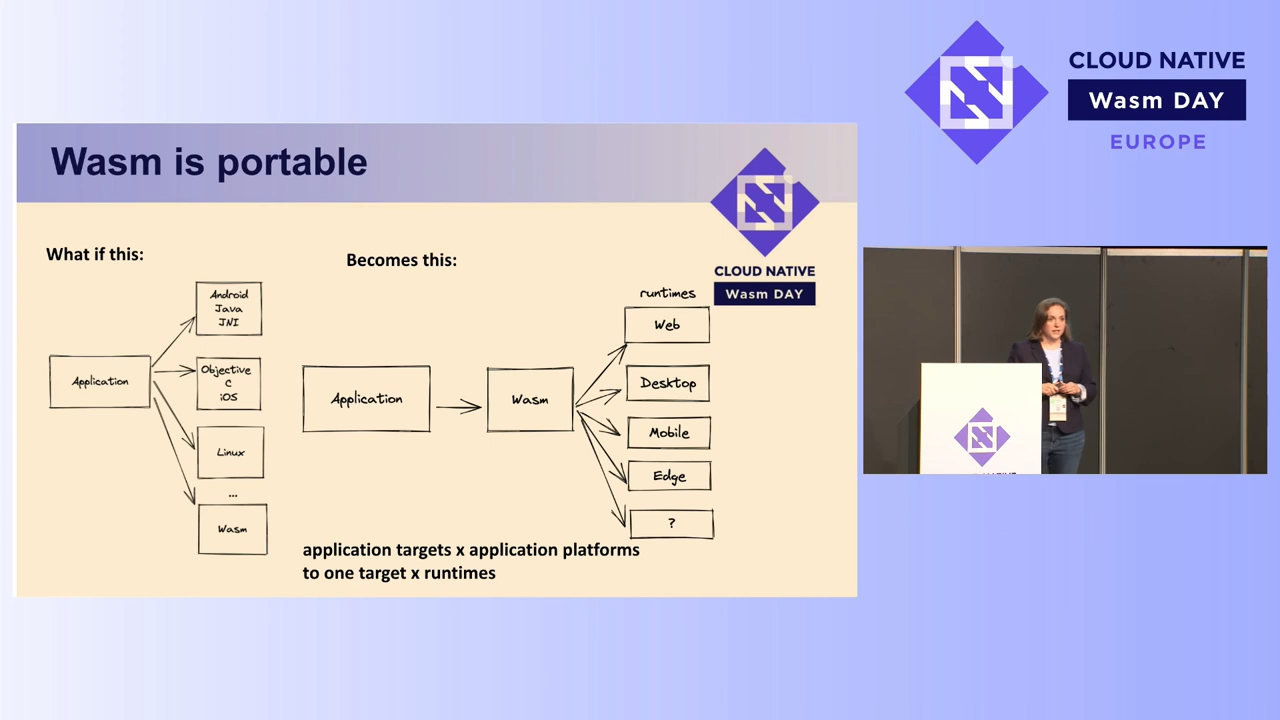 CLOUD NATIVE
Wasm DAY
EUROPE
Wasm is portable
CLOUD NATIVE
Wasm DAY
What if this:
Application
Android
Java
JNI
Objective
C
iOS
Linux
...
Wasm
Becomes this:
Application
Wasm
runtimes
Web
Desktop
Mobile
Edge
?
application targets x application platforms
to one target x runtimes